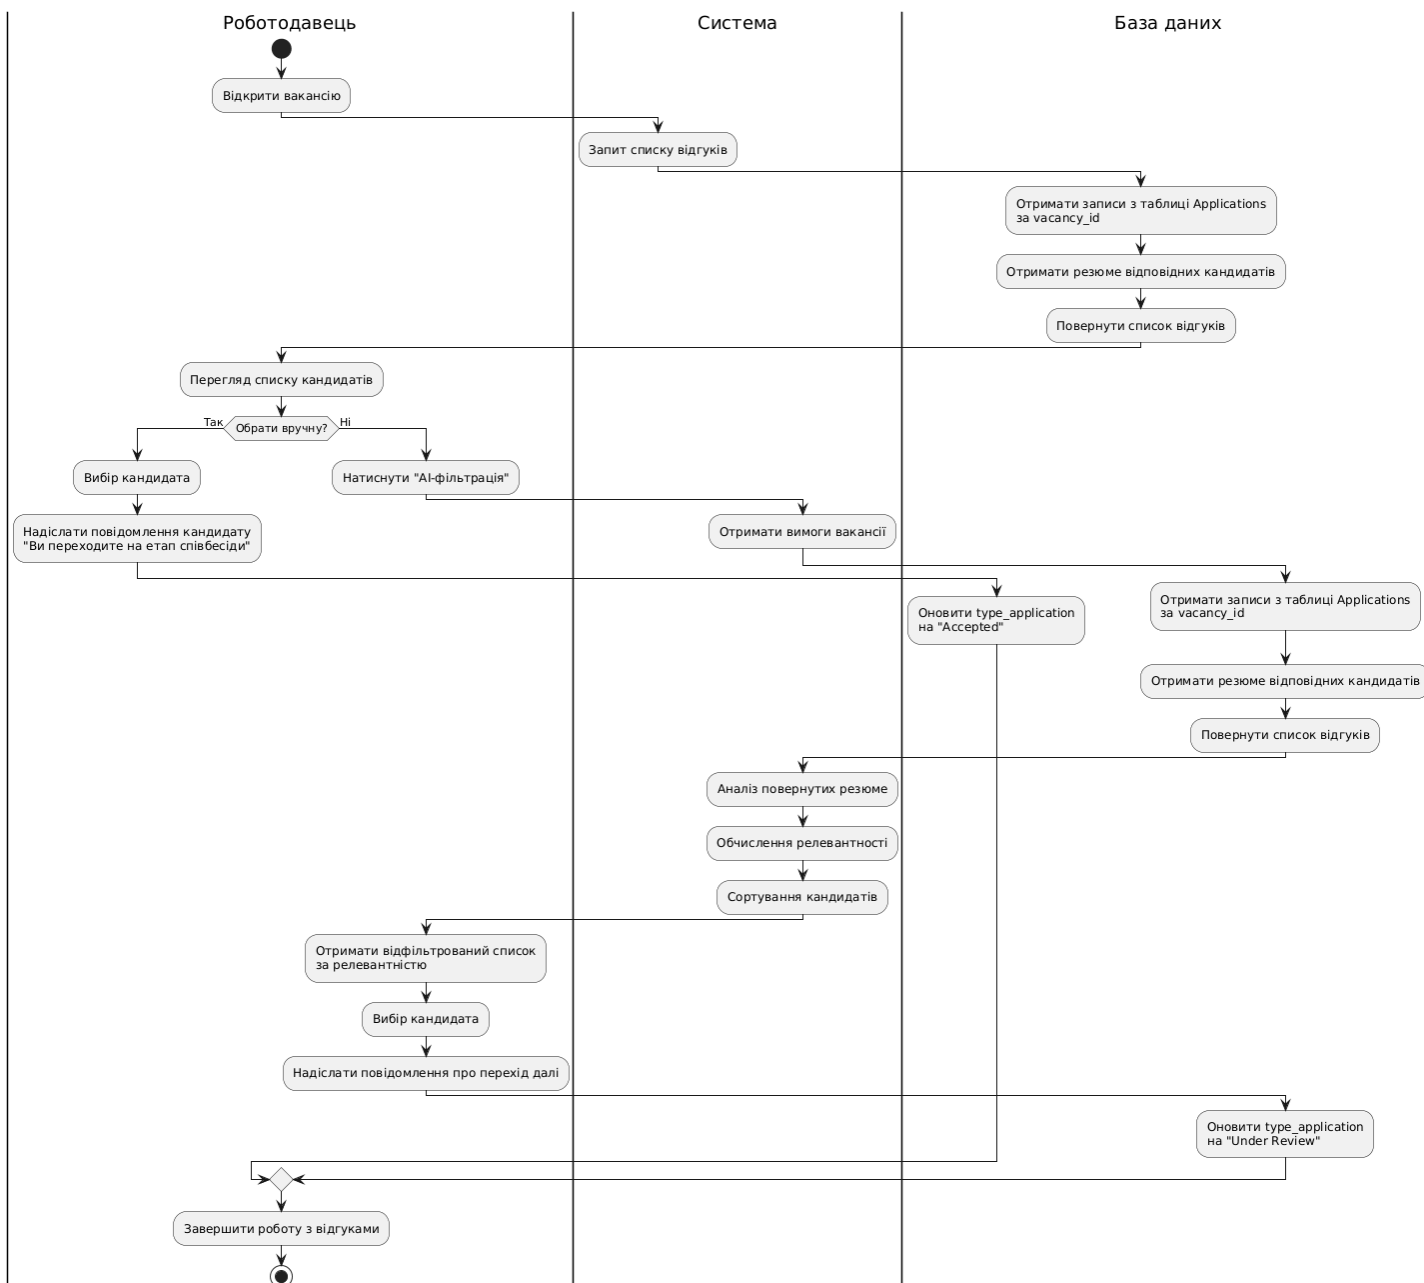 Роботодавець
Система
База даних
Відкрити вакансію
Запит списку відгуків
Отримати записи з таблиці Applications
за vacancy_id
Отримати резюме відповідних кандидатів
Повернути список відгуків
Перегляд списку кандидатів
Так
Обрати вручну?
Ні
Вибір кандидата
Натиснути "AI-фільтрація"
Надіслати повідомлення кандидату
"Ви переходите на етап співбесіди"
Отримати вимоги вакансії
Оновити type_application
на "Accepted"
Отримати записи з таблиці Applications
за vacancy_id
Отримати резюме відповідних кандидатів
Повернути список відгуків
Аналіз повернутих резюме
Обчислення релевантності
Сортування кандидатів
Отримати відфільтрований список
за релевантністю
Вибір кандидата
Надіслати повідомлення про перехід далі
Оновити type_application
на "Under Review"
Завершити роботу з відгуками